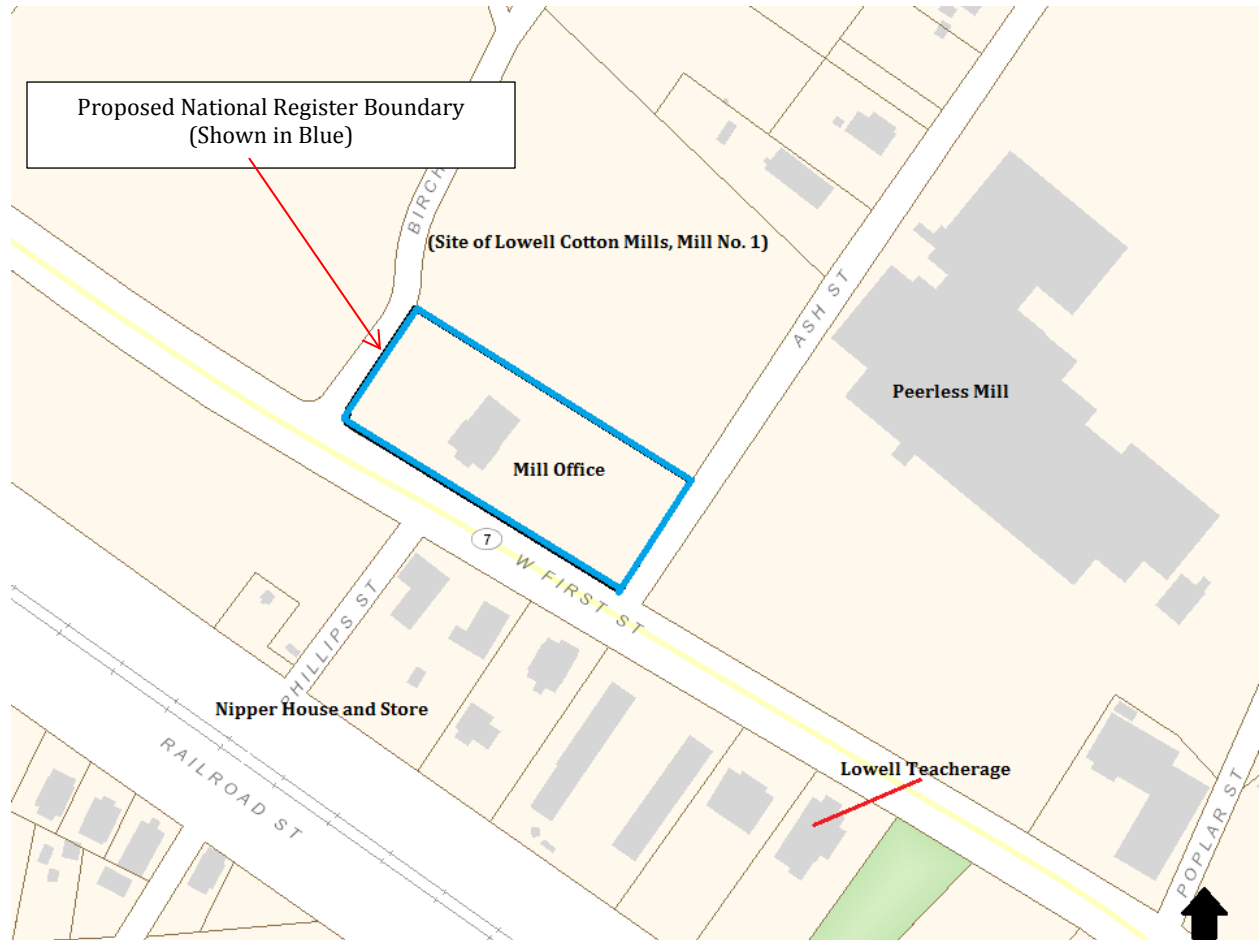 Proposed National Register Boundary
(Shown in Blue)
BIRCH
(Site of Lowell Cotton Mills, Mill No. 1)
ASH ST
Peerless Mill
Mill Office
7
W FIRST ST
PHILLIPS ST
Nipper House and Store
RAILROAD ST
Lowell Teacherage
POPLAR ST